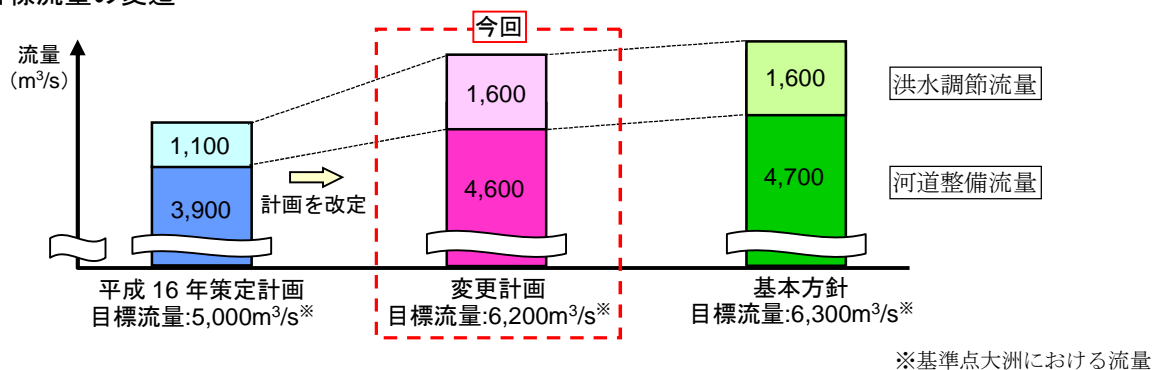 今回
流量
(m³/s)
1,600
1,600
洪水調節流量
1,100
4,600
4,700
河道整備流量
3,900
計画を改定
平成 16 年策定計画
目標流量:5,000m³/s※
変更計画
目標流量:6,200m³/s※
基本方針
目標流量:6,300m³/s※
※基準点大洲における流量